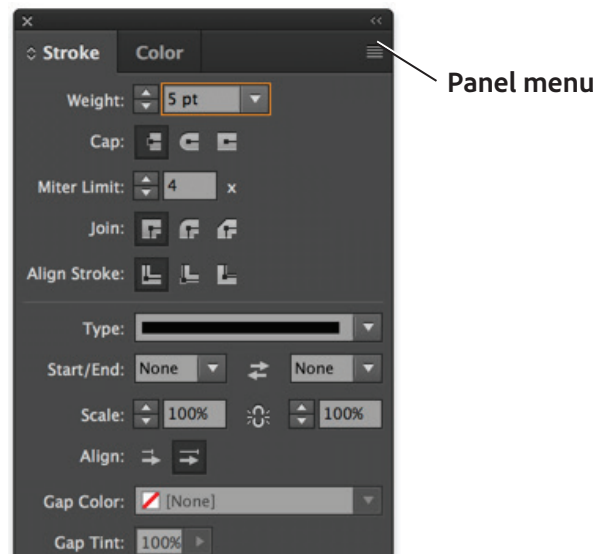 Stroke Color
Panel menu
Weight: 5 pt
Cap:
Miter Limit: 4 x
Join:
Align Stroke:
Type:
Start/End: None None
Scale: 100% 100%
Align:
Gap Color: [None]
Gap Tint: 100%